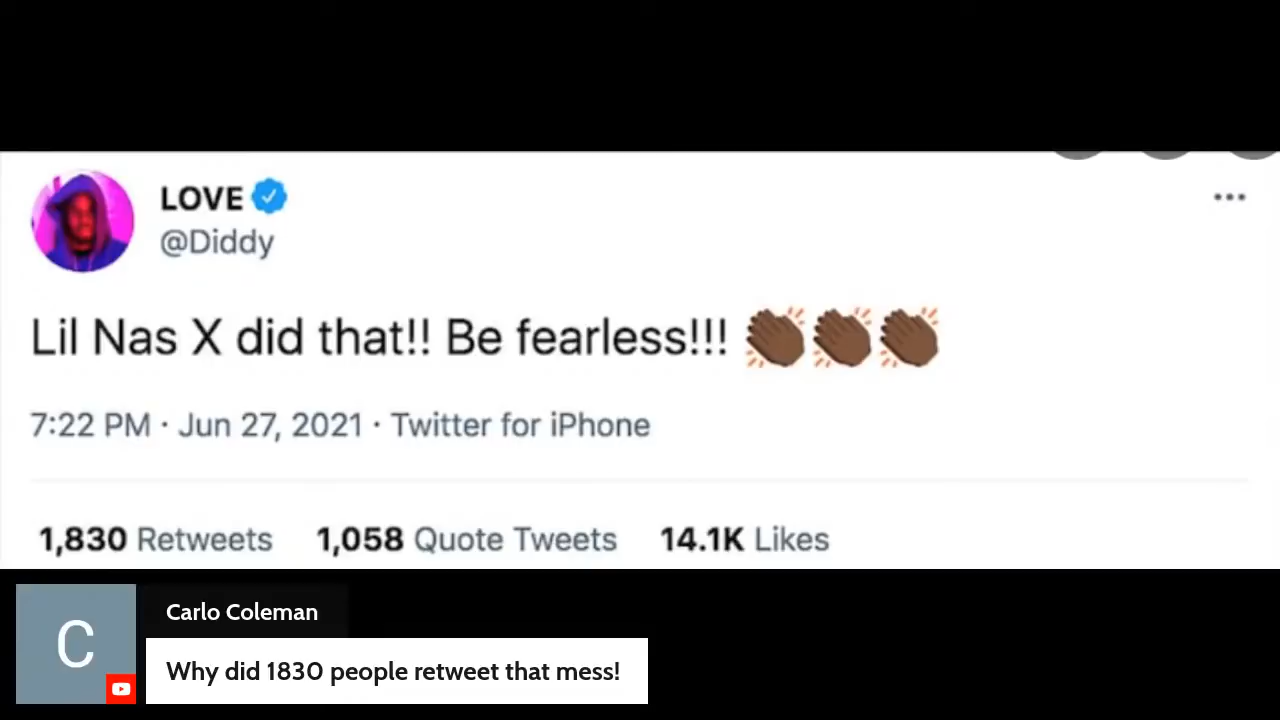 LOVE
@Diddy
Lil Nas X did that!! Be fearless!!! 👏🏾👏🏾👏🏾
7:22 PM · Jun 27, 2021 · Twitter for iPhone
1,830 Retweets 1,058 Quote Tweets 14.1K Likes
C
Carlo Coleman
Why did 1830 people retweet that mess!